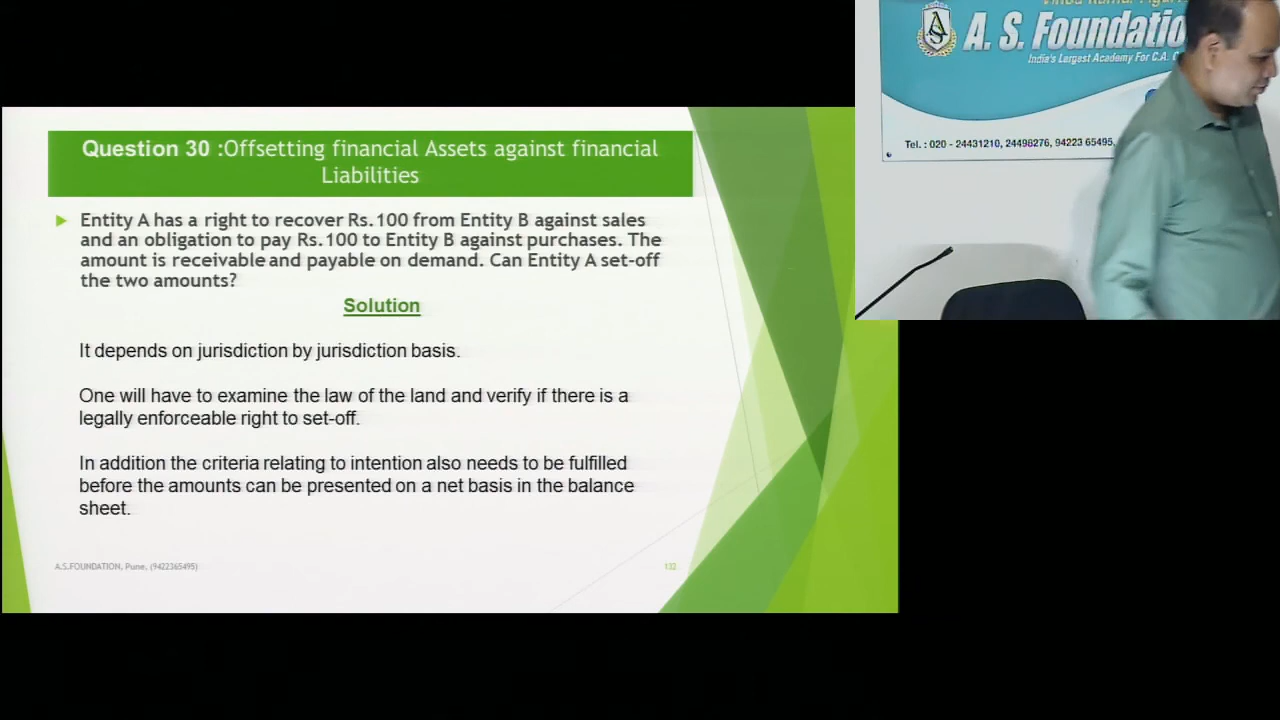 A. S. Foundatio
India's Largest Academy For C.A.
Tel. : 020 - 24431210, 24498276, 94223 65495,
Question 30 :Offsetting financial Assets against financial
Liabilities
Entity A has a right to recover Rs.100 from Entity B against sales
and an obligation to pay Rs.100 to Entity B against purchases. The
amount is receivable and payable on demand. Can Entity A set-off
the two amounts?
Solution
It depends on jurisdiction by jurisdiction basis.
One will have to examine the law of the land and verify if there is a
legally enforceable right to set-off.
In addition the criteria relating to intention also needs to be fulfilled
before the amounts can be presented on a net basis in the balance
sheet.
A.S.FOUNDATION, Pune, (9422365495)
132